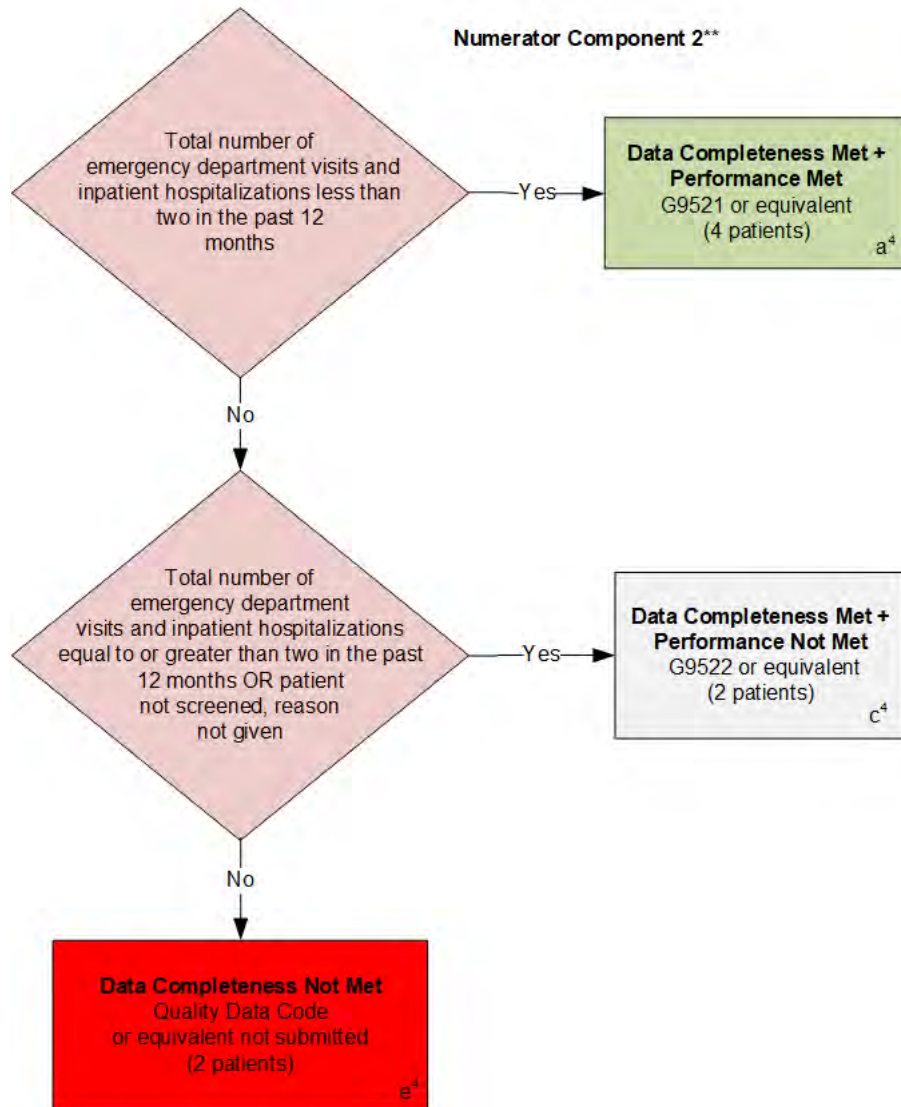 Numerator Component 2**
Total number of
emergency department visits and
inpatient hospitalizations less than
two in the past 12
months
Yes
Data Completeness Met +
Performance Met
G9521 or equivalent
(4 patients)
a⁴
No
Total number of
emergency department
visits and inpatient hospitalizations
equal to or greater than two in the past
12 months OR patient
not screened, reason
not given
Yes
Data Completeness Met +
Performance Not Met
G9522 or equivalent
(2 patients)
c⁴
No
Data Completeness Not Met
Quality Data Code
or equivalent not submitted
(2 patients)
e⁴